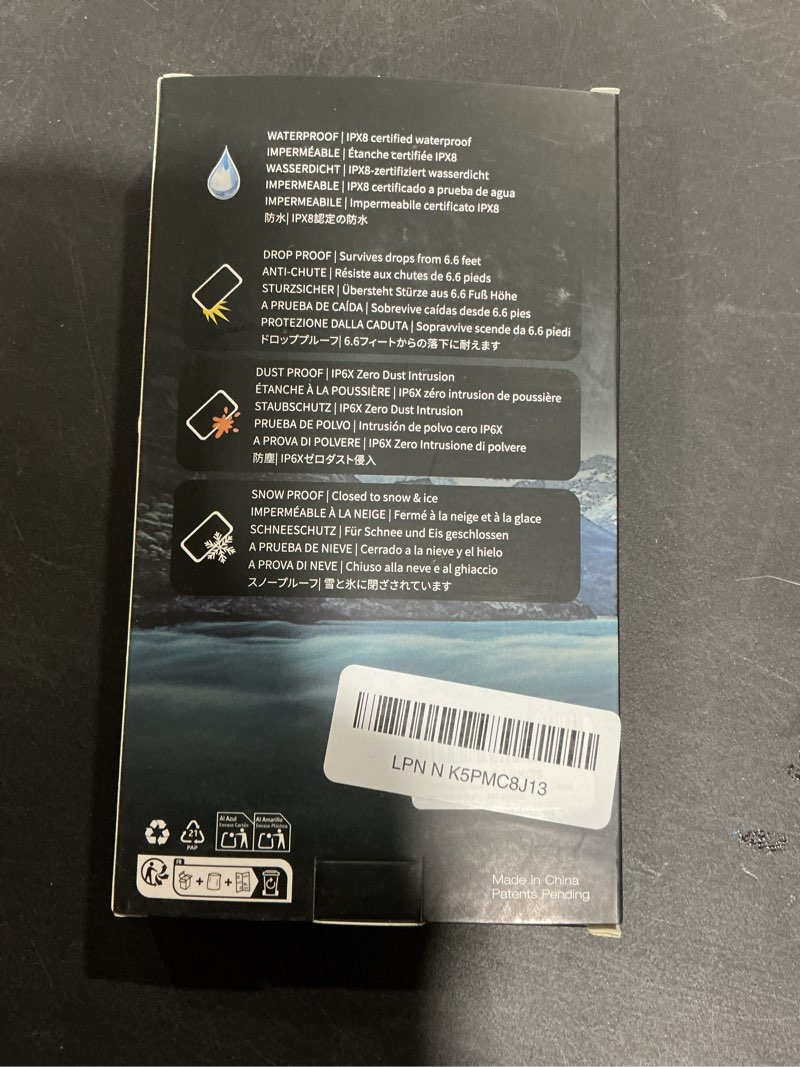 WATERPROOF | IPX8 certified waterproof
IMPERMÉABLE | Étanche certifiée IPX8
WASSERDICHT | IPX8-zertifiziert wasserdicht
IMPERMEABLE | IPX8 certificado a prueba de agua
IMPERMEABILE | Impermeabile certificato IPX8
防水| IPX8認定の防水
DROP PROOF | Survives drops from 6.6 feet
ANTI-CHUTE | Résiste aux chutes de 6.6 pieds
STURZSICHER | Übersteht Stürze aus 6.6 Fuß Höhe
A PRUEBA DE CAÍDA | Sobrevive caídas desde 6.6 pies
PROTEZIONE DALLA CADUTA | Sopravvive scenda da 6.6 piedi
ドロッププルーフ| 6.6フィートからの落下に耐えます
DUST PROOF | IP6X Zero Dust Intrusion
ÉTANCHE À LA POUSSIÈRE | IP6X zéro intrusion de poussière
STAUBSCHUTZ | IP6X Zero Dust Intrusion
PRUEBA DE POLVO | Intrusión de polvo cero IP6X
A PROVA DI POLVERE | IP6X Zero Intrusione di polvere
防塵| IP6Xゼロダスト侵入
SNOW PROOF | Closed to snow & ice
IMPERMÉABLE À LA NEIGE | Fermé à la neige et à la glace
SCHNEESCHUTZ | Für Schnee und Eis geschlossen
A PRUEBA DE NIEVE | Cerrado a la nieve y el hielo
A PROVA DI NEVE | Chiuso alla neve e al ghiaccio
スノープルーフ| 雪と氷に閉ざされています
LPN N K5PMC8J13
21
PAP
Al Azul
Envase Cartón
Al Amarillo
Envase Plástico
FR
Made in China
Patents Pending